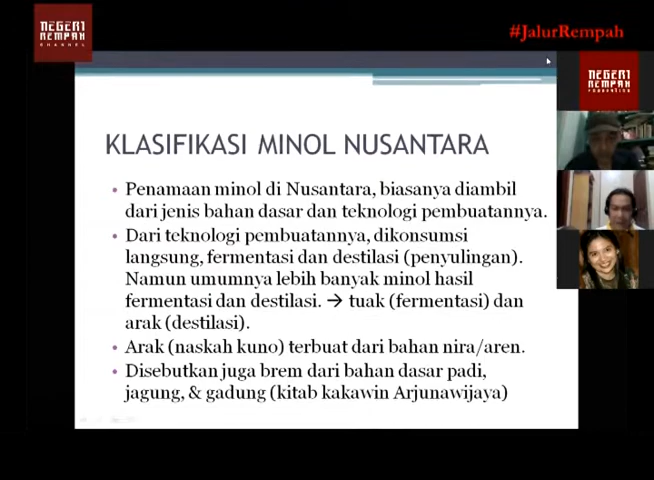 NEGERI
REMPAH
CHANNEL
#JalurRempah
NEGERI
REMPAH
FOUNDATION
KLASIFIKASI MINOL NUSANTARA
• Penamaan minol di Nusantara, biasanya diambil
dari jenis bahan dasar dan teknologi pembuatannya.
• Dari teknologi pembuatannya, dikonsumsi
langsung, fermentasi dan destilasi (penyulingan).
Namun umumnya lebih banyak minol hasil
fermentasi dan destilasi. → tuak (fermentasi) dan
arak (destilasi).
• Arak (naskah kuno) terbuat dari bahan nira/aren.
• Disebutkan juga brem dari bahan dasar padi,
jagung, & gadung (kitab kakawin Arjunawijaya)